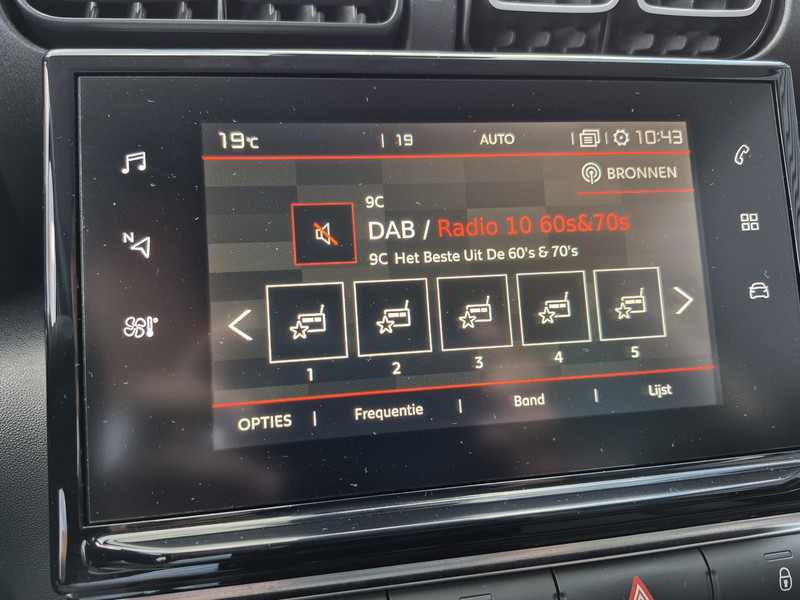 19°C | 19 AUTO 10:43
BRONNEN
9C
DAB / Radio 10 60s&70s
9C Het Beste Uit De 60's & 70's
1 2 3 4 5
OPTIES | Frequentie | Band | Lijst
N